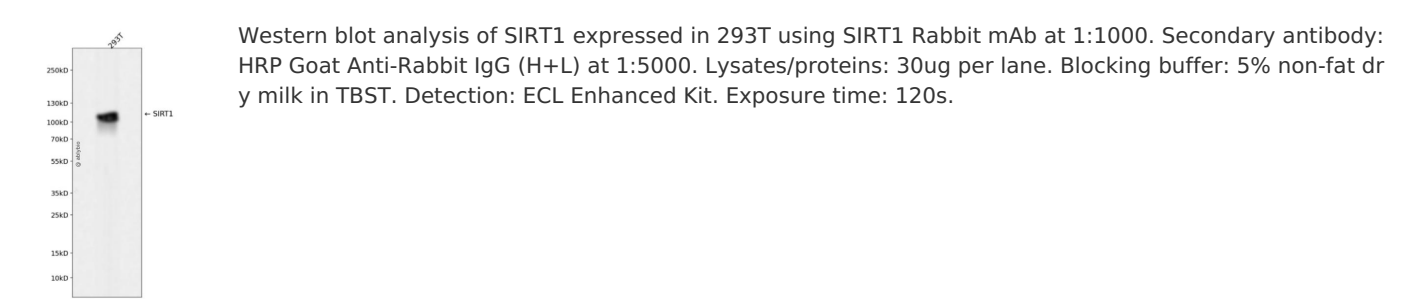 293T
250kD
130kD
100kD
70kD
55kD
35kD
25kD
15kD
10kD
← SIRT1
Western blot analysis of SIRT1 expressed in 293T using SIRT1 Rabbit mAb at 1:1000. Secondary antibody:
HRP Goat Anti-Rabbit IgG (H+L) at 1:5000. Lysates/proteins: 30ug per lane. Blocking buffer: 5% non-fat dr
y milk in TBST. Detection: ECL Enhanced Kit. Exposure time: 120s.